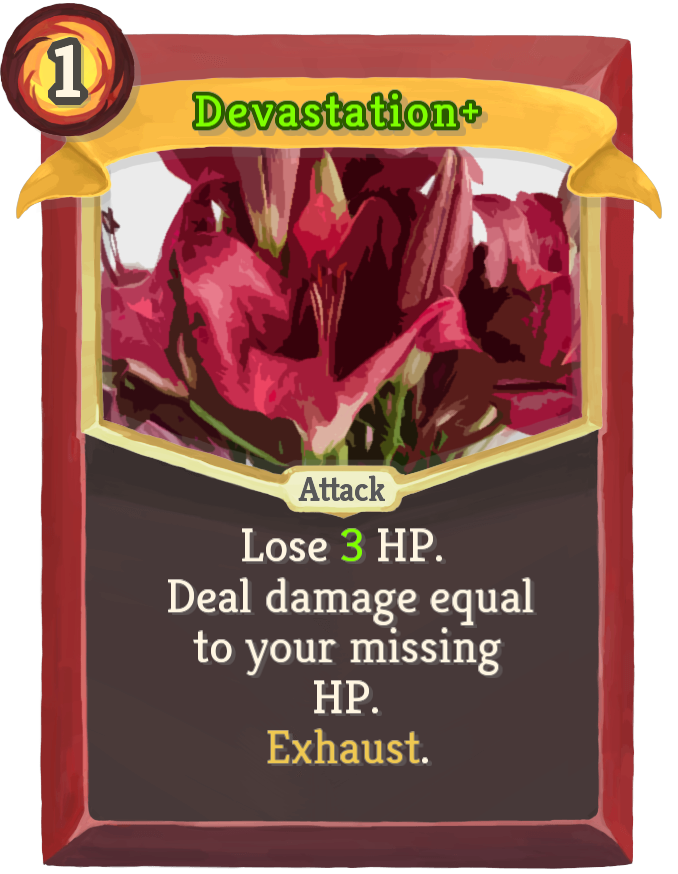 1
Devastation+
Attack
Lose 3 HP.
Deal damage equal
to your missing
HP.
Exhaust.